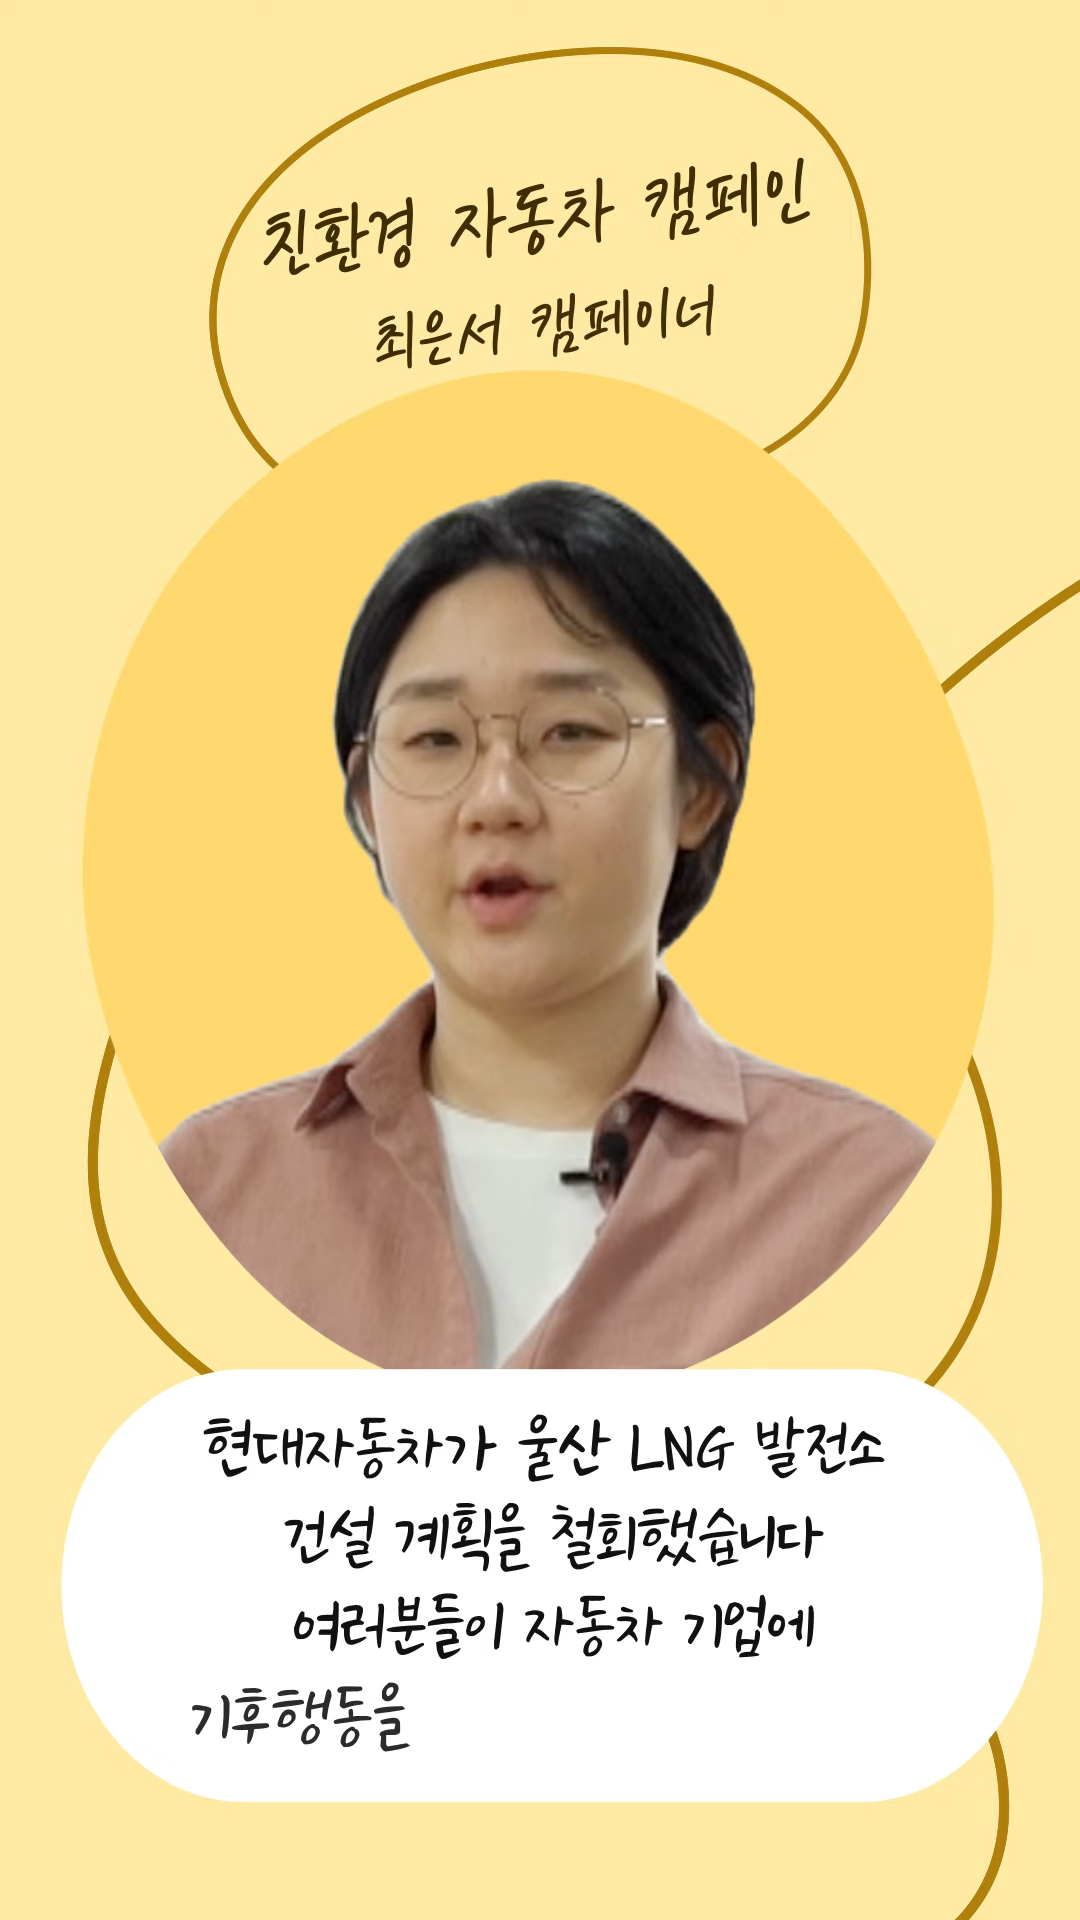 친환경 자동차 캠페인
최은서 캠페이너
현대자동차가 울산 LNG 발전소
건설 계획을 철회했습니다
여러분들이 자동차 기업에
기후행동을